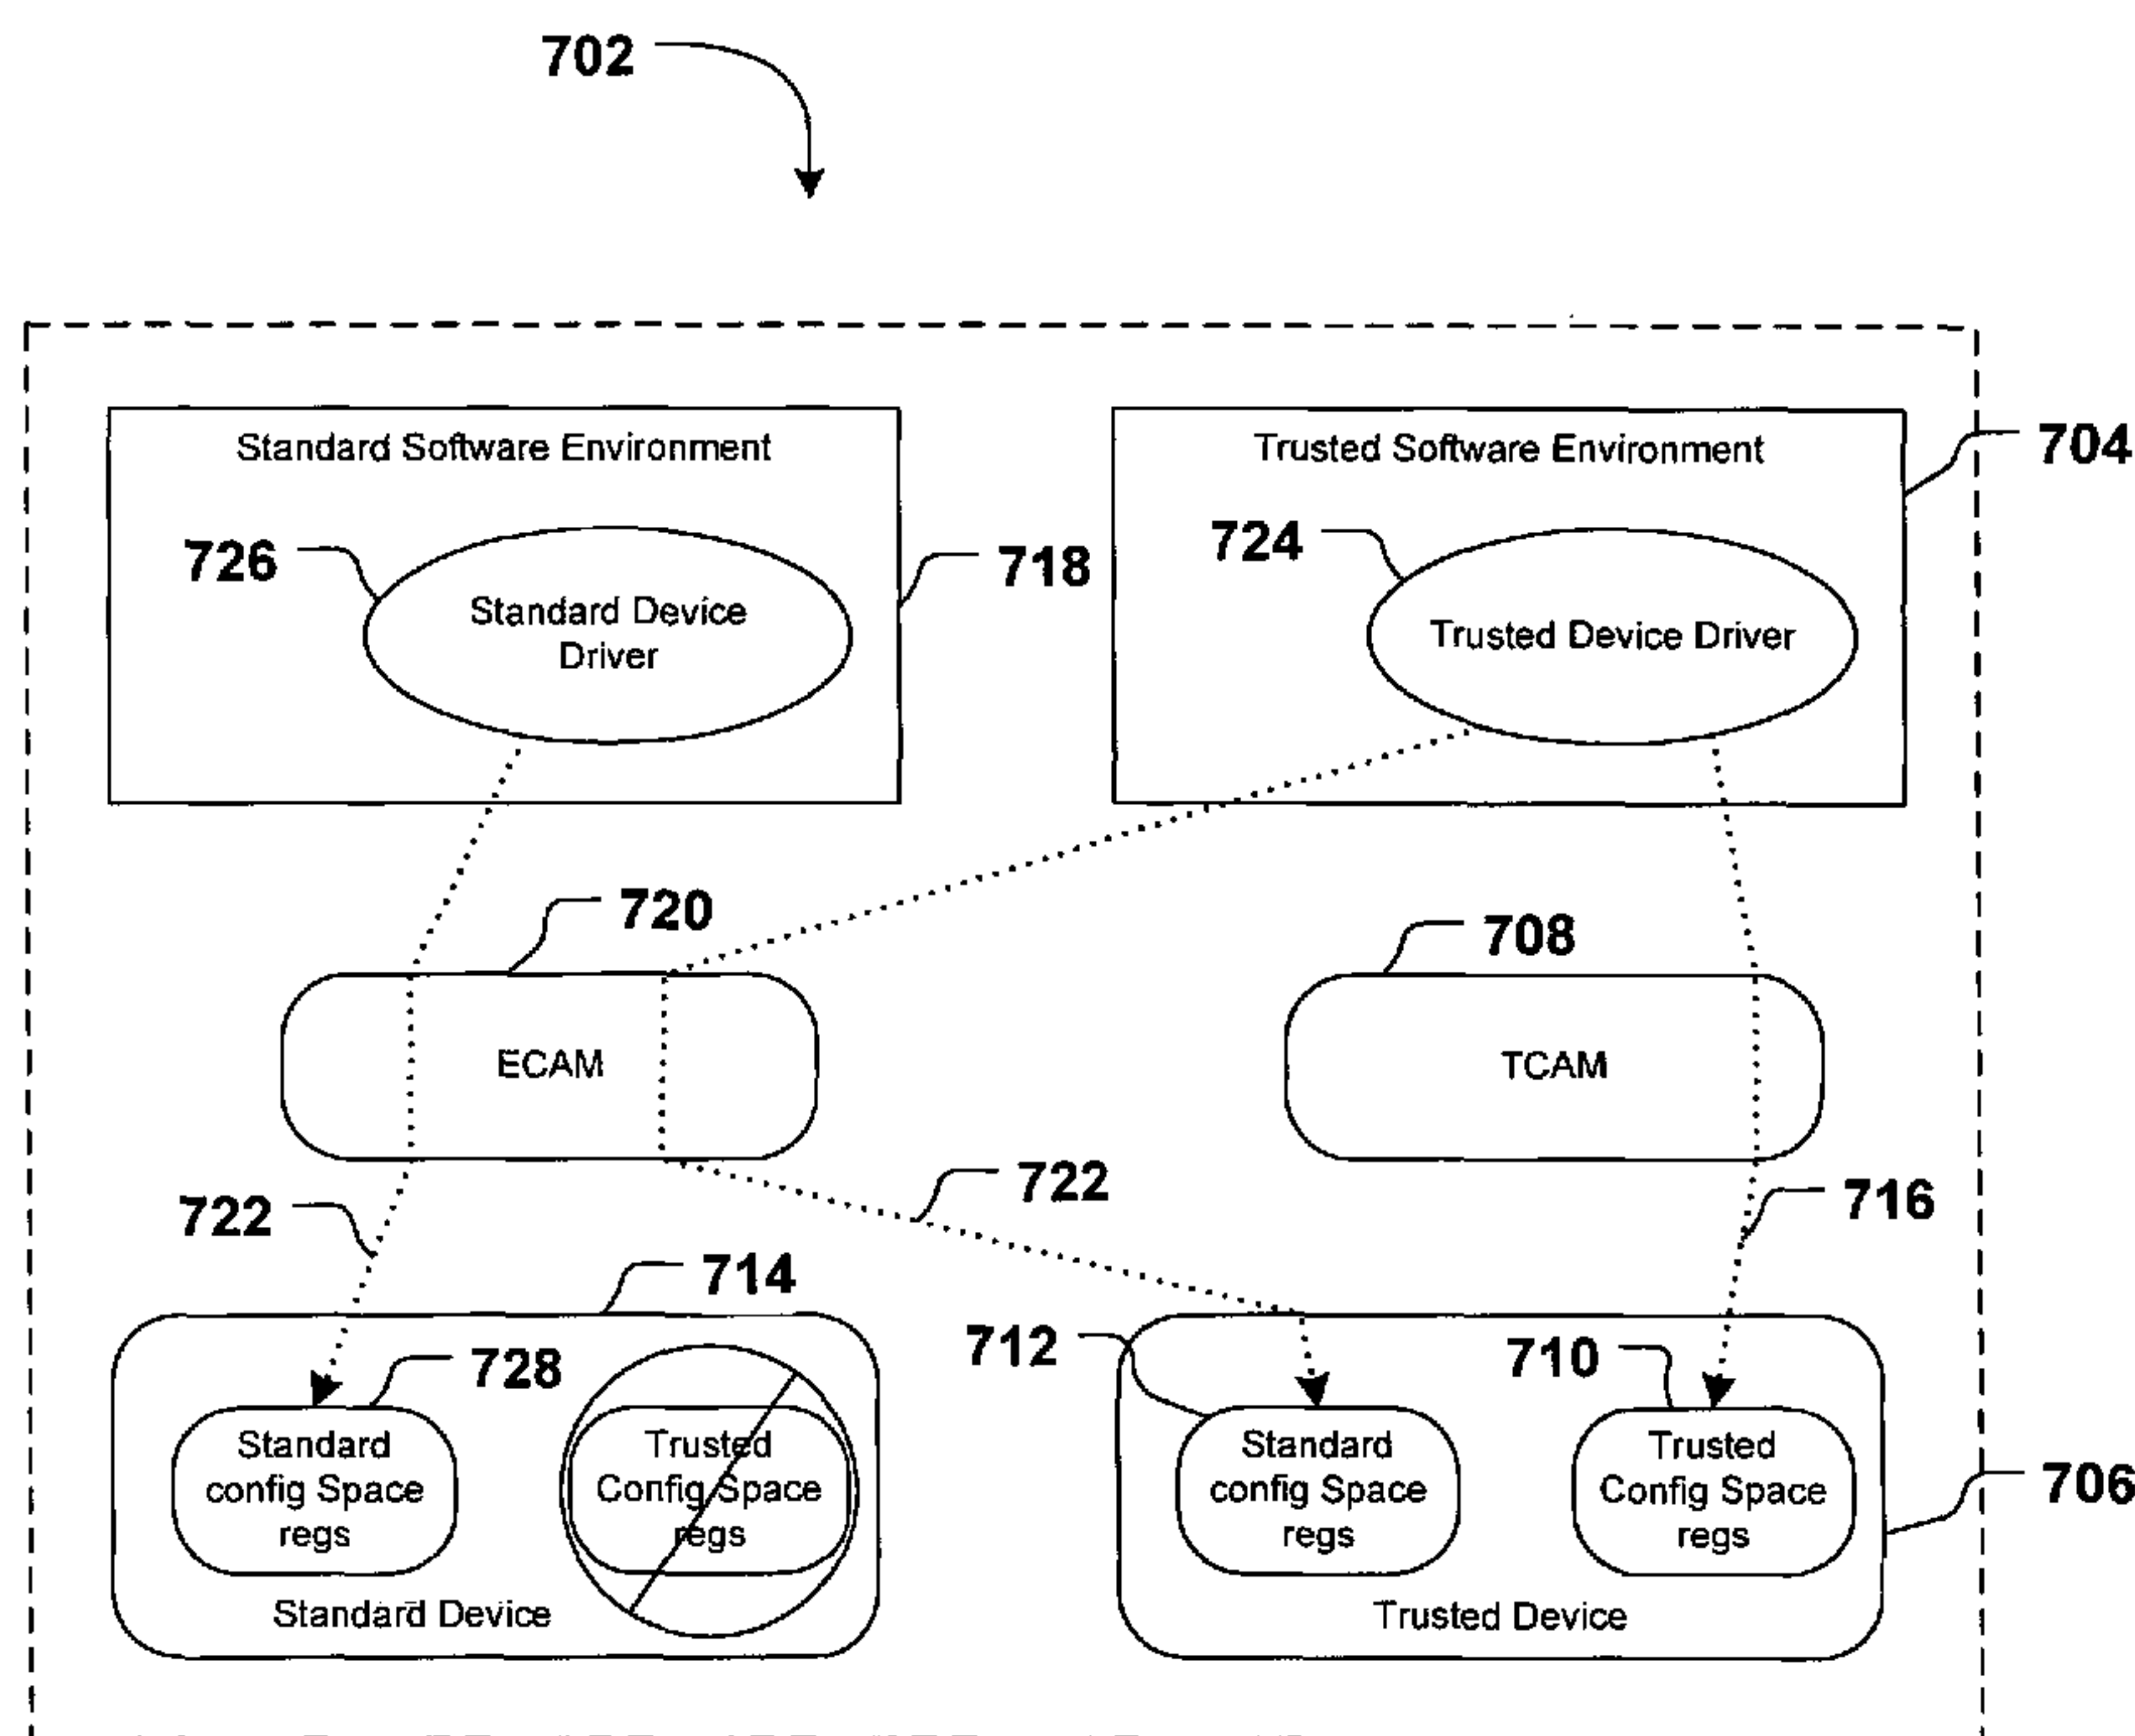 702
Standard Software Environment
Trusted Software Environment
704
726
Standard Device
Driver
718
724
Trusted Device Driver
720
708
ECAM
TCAM
722
722
716
714
728
712
710
Standard
config Space
regs
Trusted
Config Space
regs
Standard
config Space
regs
Trusted
Config Space
regs
706
Standard Device
Trusted Device